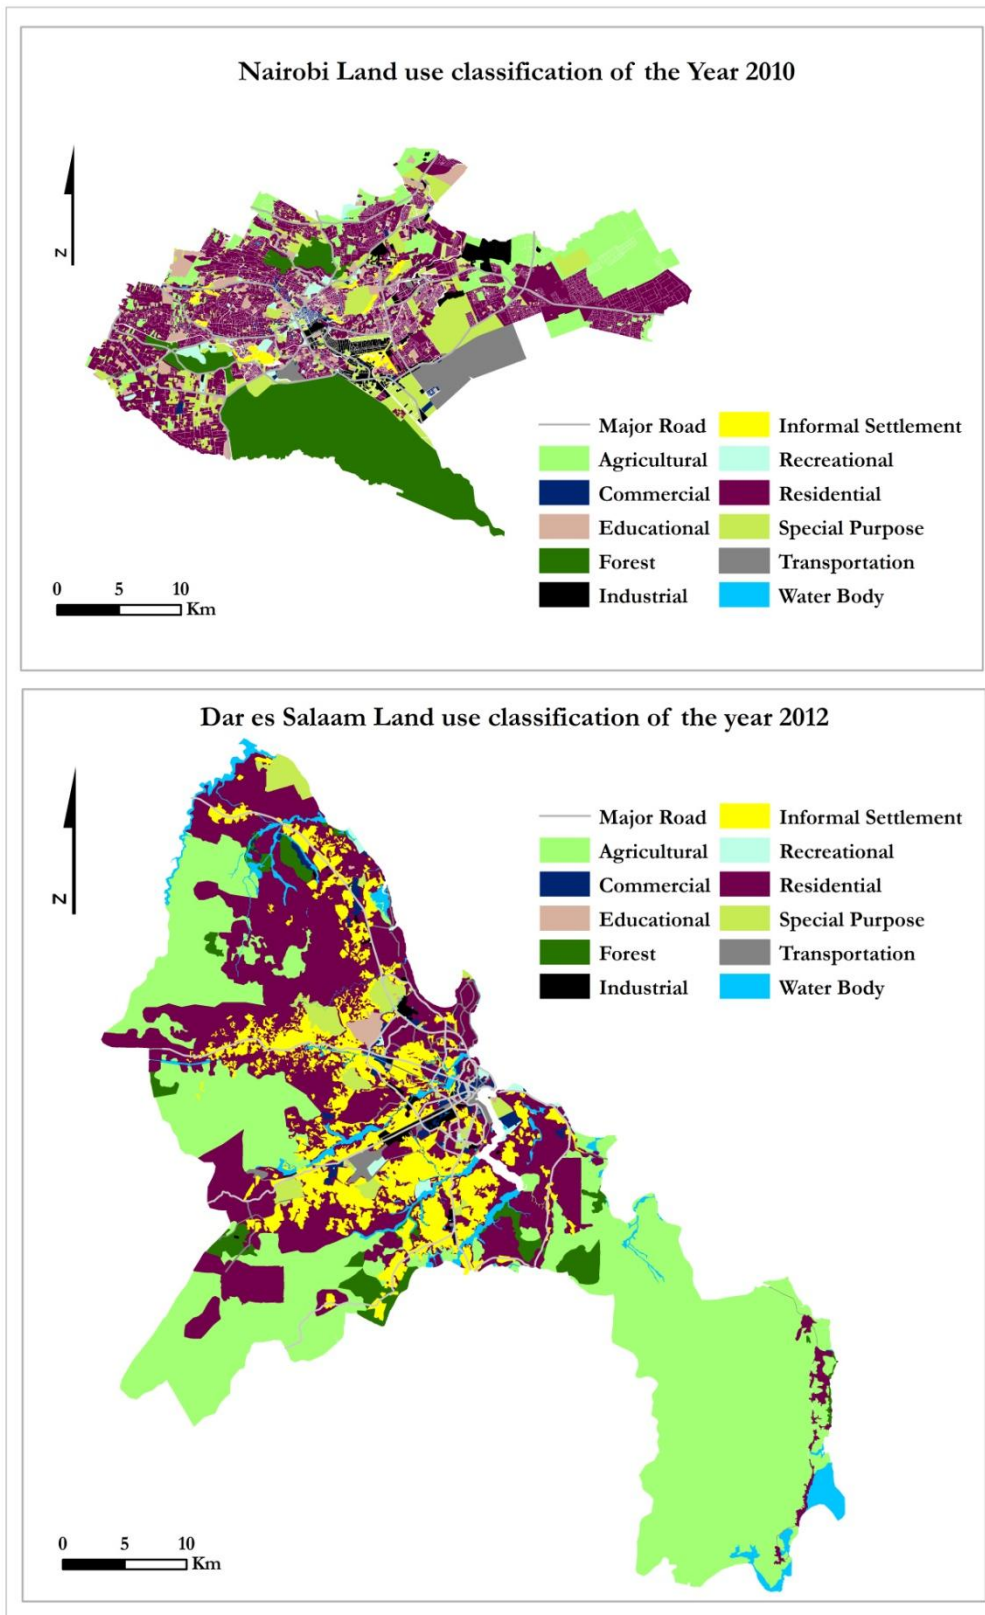 Nairobi Land use classification of the Year 2010
N
Major Road
Informal Settlement
Agricultural
Recreational
Commercial
Residential
Educational
Special Purpose
Forest
Transportation
Industrial
Water Body
0 5 10
Km
Dar es Salaam Land use classification of the year 2012
N
Major Road
Informal Settlement
Agricultural
Recreational
Commercial
Residential
Educational
Special Purpose
Forest
Transportation
Industrial
Water Body
0 5 10
Km